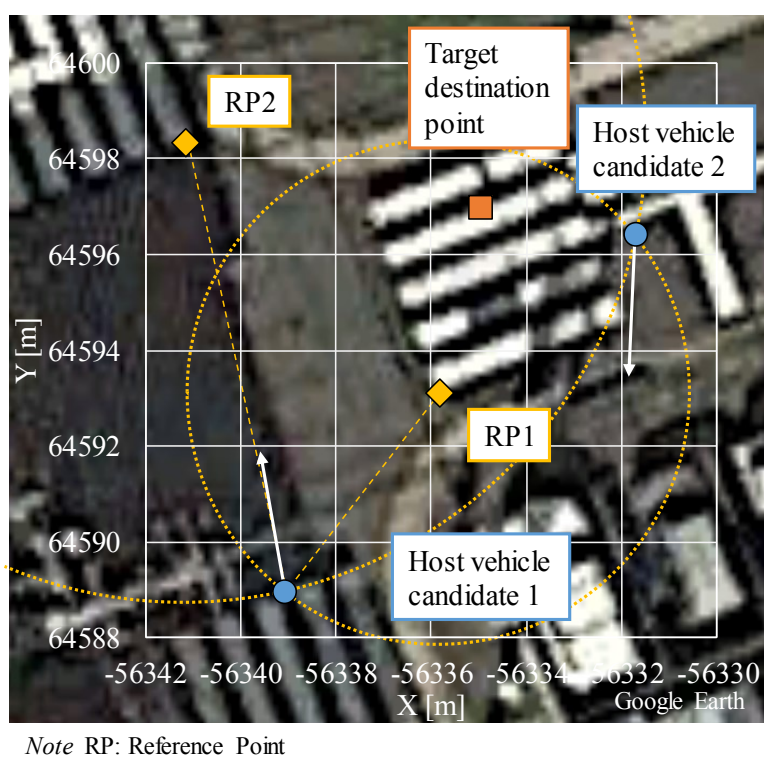 64600
64598
64596
64594
64592
64590
64588
Y [m]
RP2
Target
destination
point
Host vehicle
candidate 2
RP1
Host vehicle
candidate 1
-56342 -56340 -56338 -56336 -56334 -56332 -56330
X [m]
Google Earth
Note RP: Reference Point